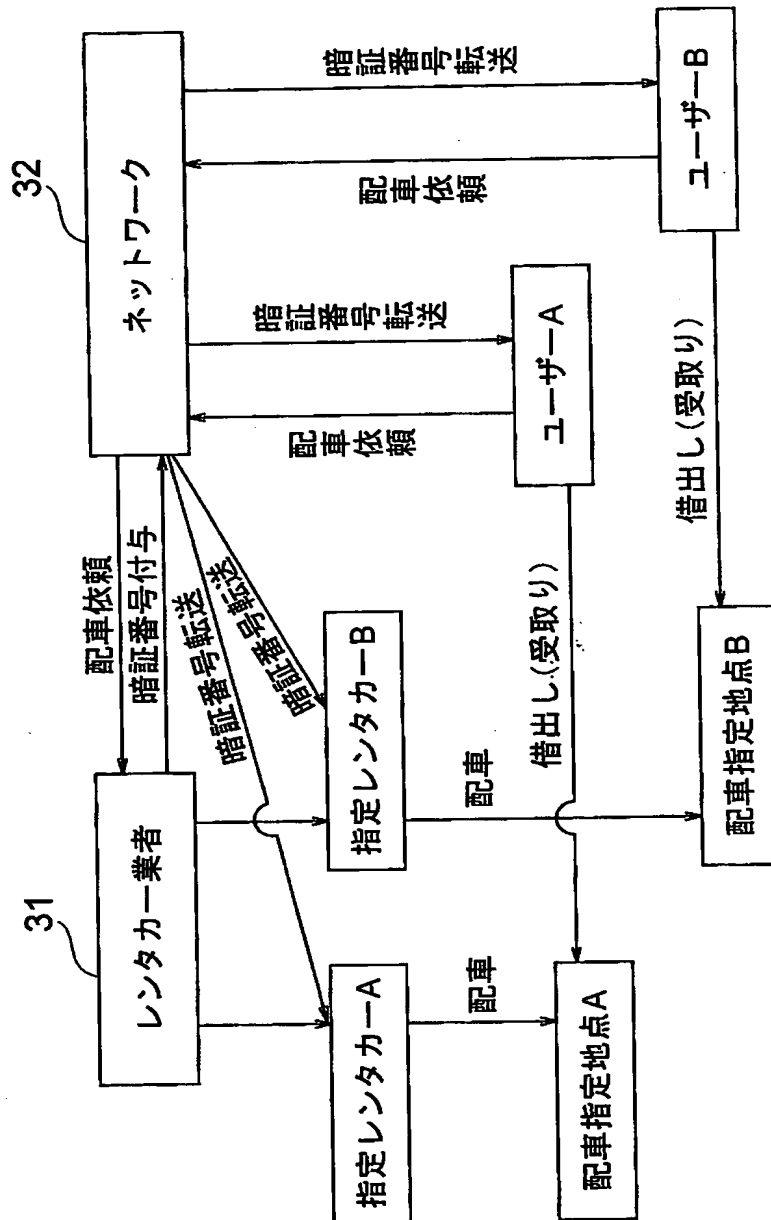 31
レンタカー業者
32
ネットワーク
配車依頼
暗証番号付与
暗証番号転送
暗証番号転送
配車依頼
暗証番号転送
配車依頼
暗証番号転送
指定レンタカーA
指定レンタカーB
ユーザーA
ユーザーB
配車
配車
借出し(受取り)
借出し(受取り)
配車指定地点A
配車指定地点B